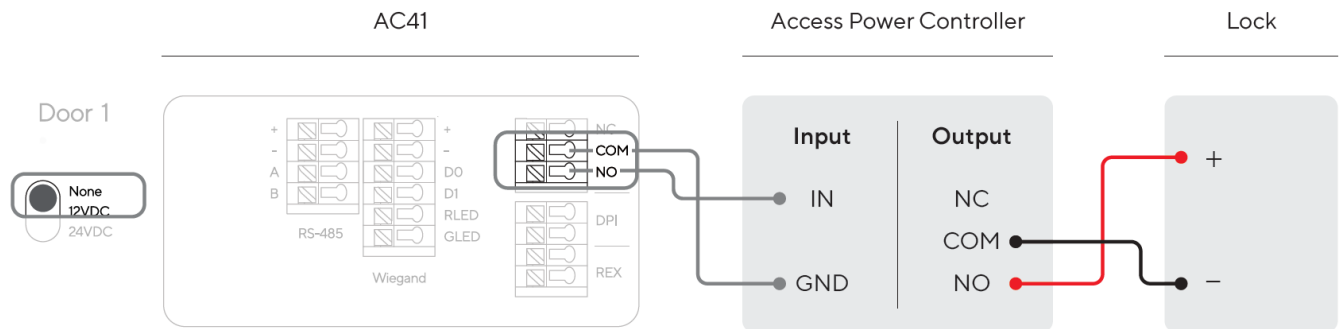 AC41
Access Power Controller
Lock
Door 1
None
12VDC
24VDC
+
-
A
B
RS-485
+
-
D0
D1
RLED
GLED
Wiegand
NC
COM
NO
DPI
REX
Input
IN
GND
Output
NC
COM
NO
+
-